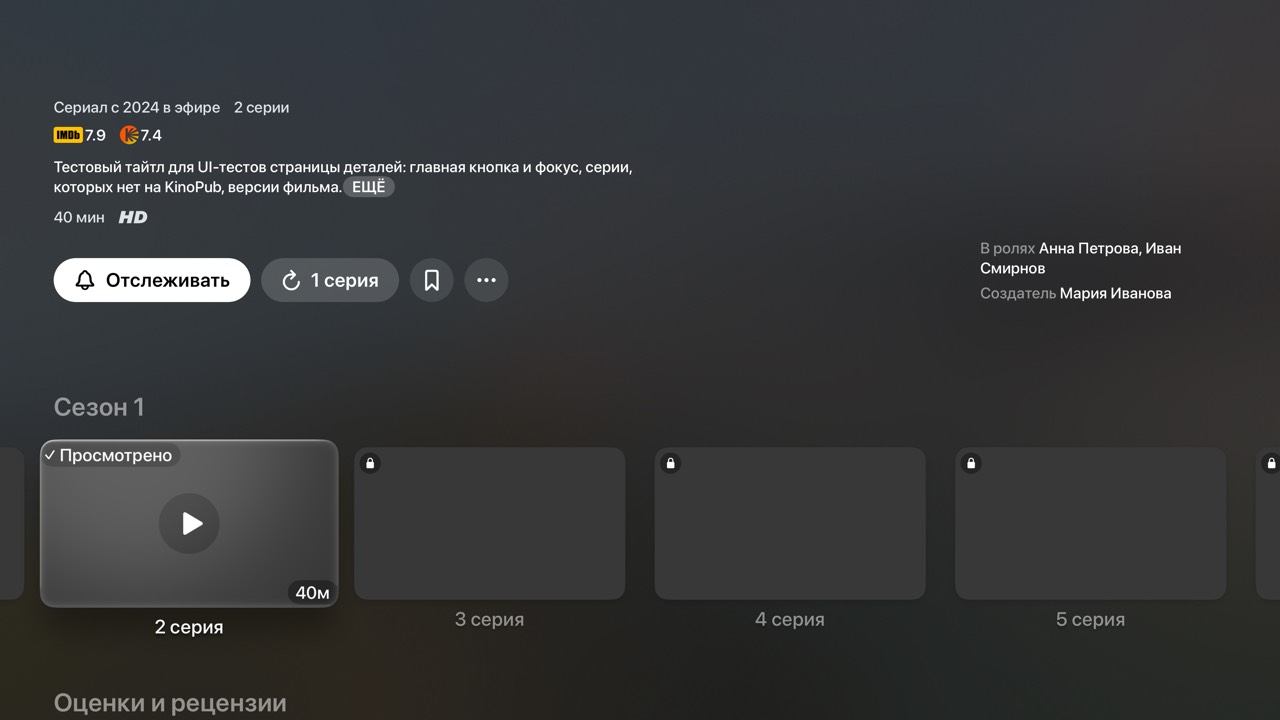 Сериал с 2024 в эфире 2 серии
IMDb 7.9 7.4
Тестовый тайтл для UI-тестов страницы деталей: главная кнопка и фокус, серии,
которых нет на KinoPub, версии фильма. ЕЩЁ
40 мин HD
В ролях Анна Петрова, Иван
Смирнов
Создатель Мария Иванова
Отслеживать 1 серия
Сезон 1
Просмотрено
40м
2 серия
3 серия
4 серия
5 серия
Оценки и рецензии